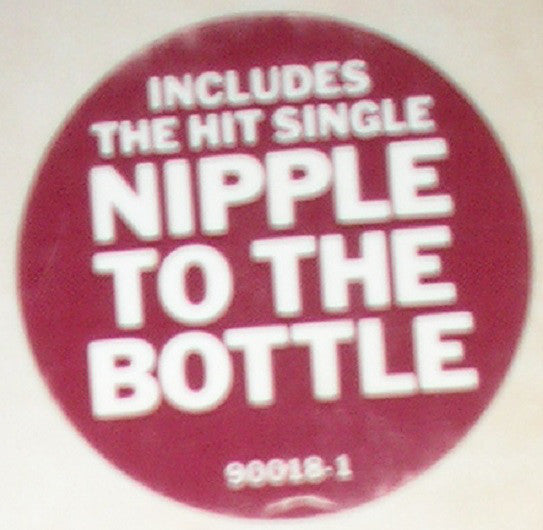 INCLUDES
THE HIT SINGLE
NIPPLE
TO THE
BOTTLE
90018-1